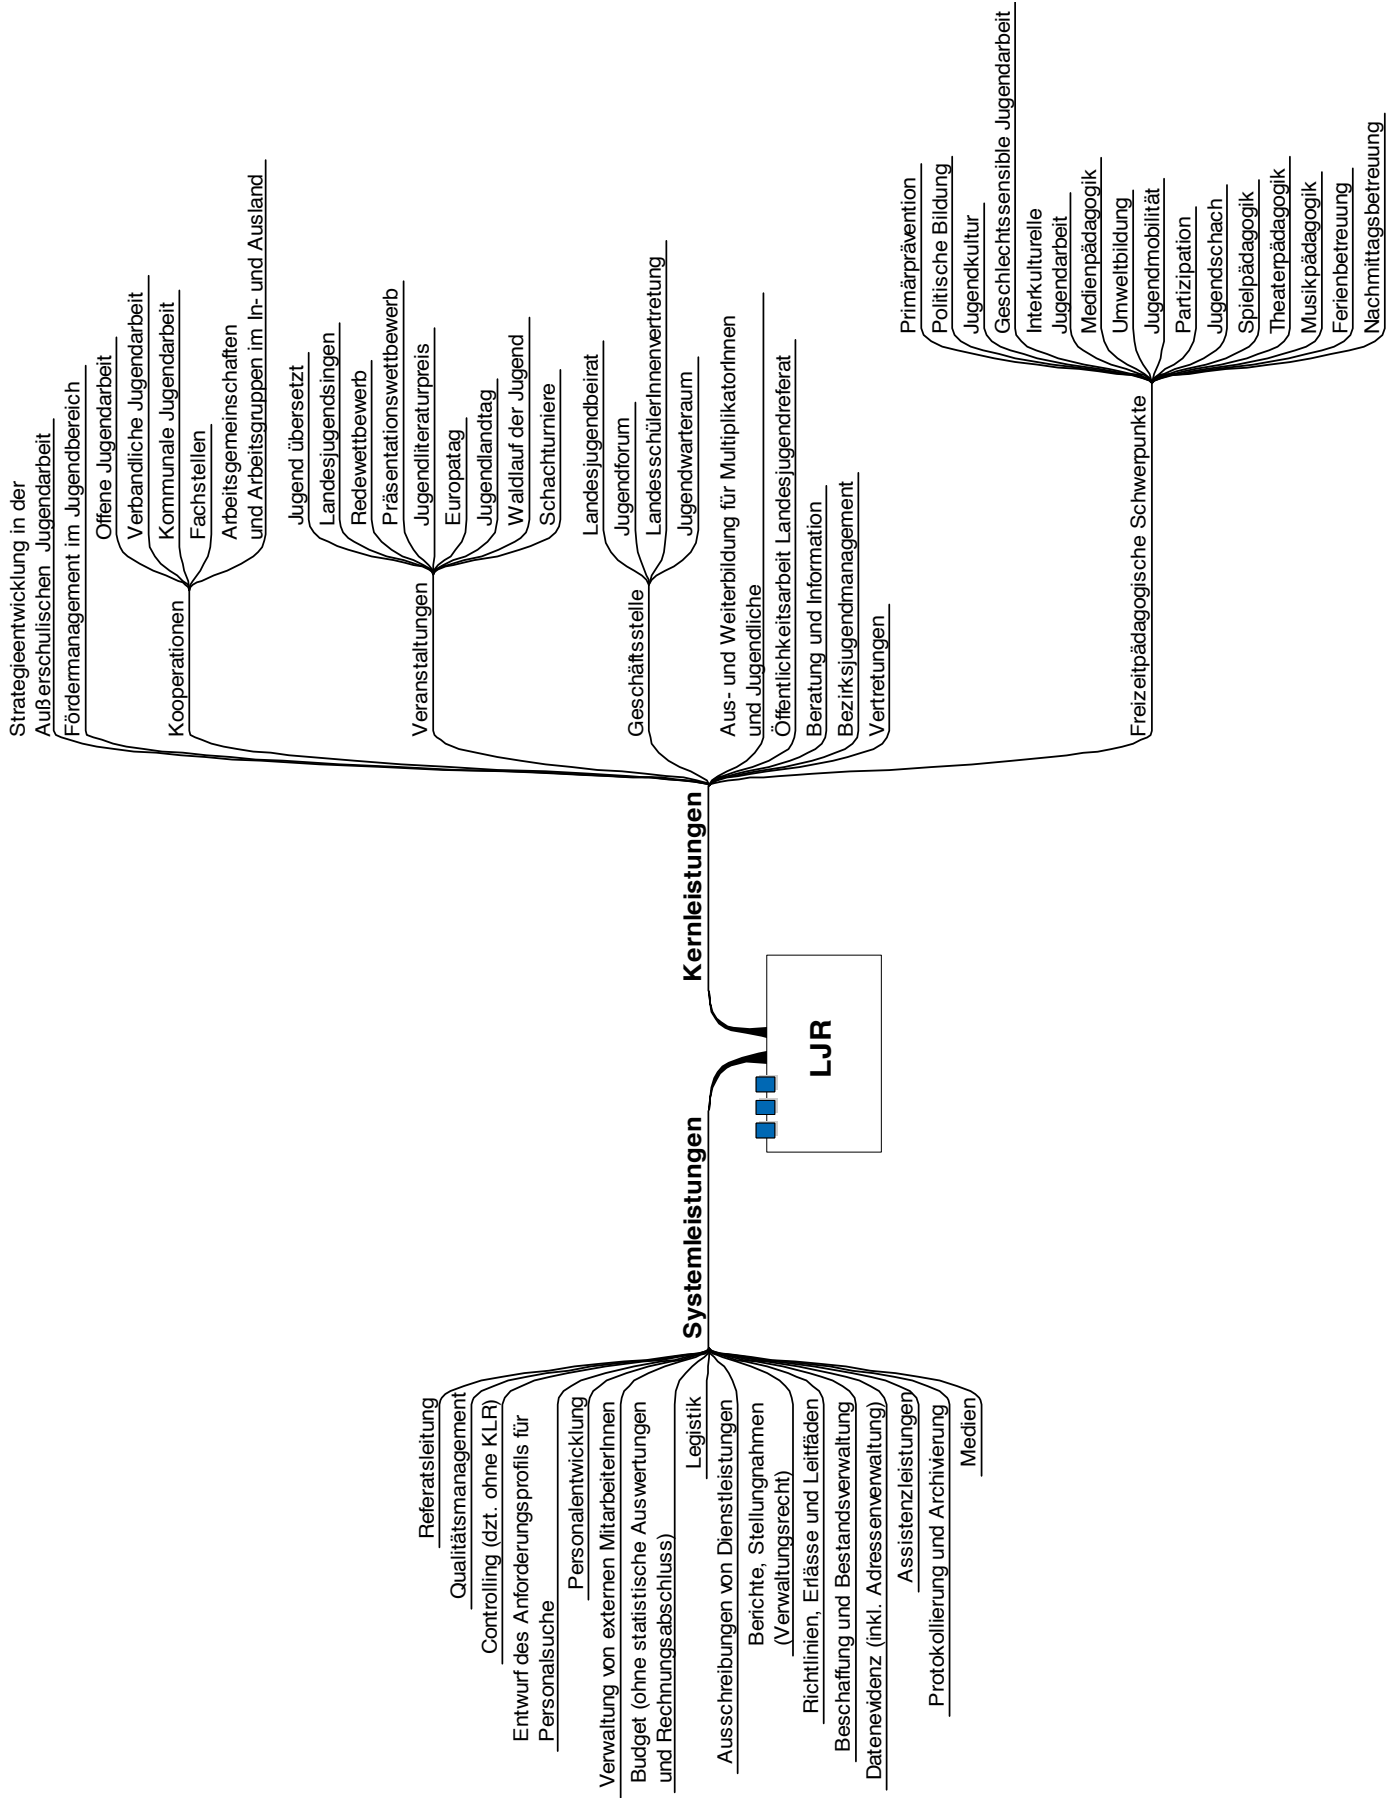 LJR
Kernleistungen
Strategieentwicklung in der
Außerschulischen Jugendarbeit
Fördermanagement im Jugendbereich
Kooperationen
Offene Jugendarbeit
Verbandliche Jugendarbeit
Kommunale Jugendarbeit
Fachstellen
Arbeitsgemeinschaften
und Arbeitsgruppen im In- und Ausland
Veranstaltungen
Jugend übersetzt
Landesjugendsingen
Redewettbewerb
Präsentationswettbewerb
Jugendliteraturpreis
Europatag
Jugendlandtag
Waldlauf der Jugend
Schachturniere
Geschäftsstelle
Landesjugendbeirat
Jugendforum
LandesschülerInnenvertretung
Jugendwarteraum
Aus- und Weiterbildung für MultiplikatorInnen
und Jugendliche
Öffentlichkeitsarbeit Landesjugendreferat
Beratung und Information
Bezirksjugendmanagement
Vertretungen
Freizeitpädagogische Schwerpunkte
Primärprävention
Politische Bildung
Jugendkultur
Geschlechtssensible Jugendarbeit
Interkulturelle
Jugendarbeit
Medienpädagogik
Umweltbildung
Jugendmobilität
Partizipation
Jugendschach
Spielpädagogik
Theaterpädagogik
Musikpädagogik
Ferienbetreuung
Nachmittagsbetreuung
Systemleistungen
Referatsleitung
Qualitätsmanagement
Controlling (dzt. ohne KLR)
Entwurf des Anforderungsprofils für
Personalsuche
Personalentwicklung
Verwaltung von externen MitarbeiterInnen
Budget (ohne statistische Auswertungen
und Rechnungsabschluss)
Legistik
Ausschreibungen von Dienstleistungen
Berichte, Stellungnahmen
(Verwaltungsrecht)
Richtlinien, Erlässe und Leitfäden
Beschaffung und Bestandsverwaltung
Datenevidenz (inkl. Adressenverwaltung)
Assistenzleistungen
Protokollierung und Archivierung
Medien